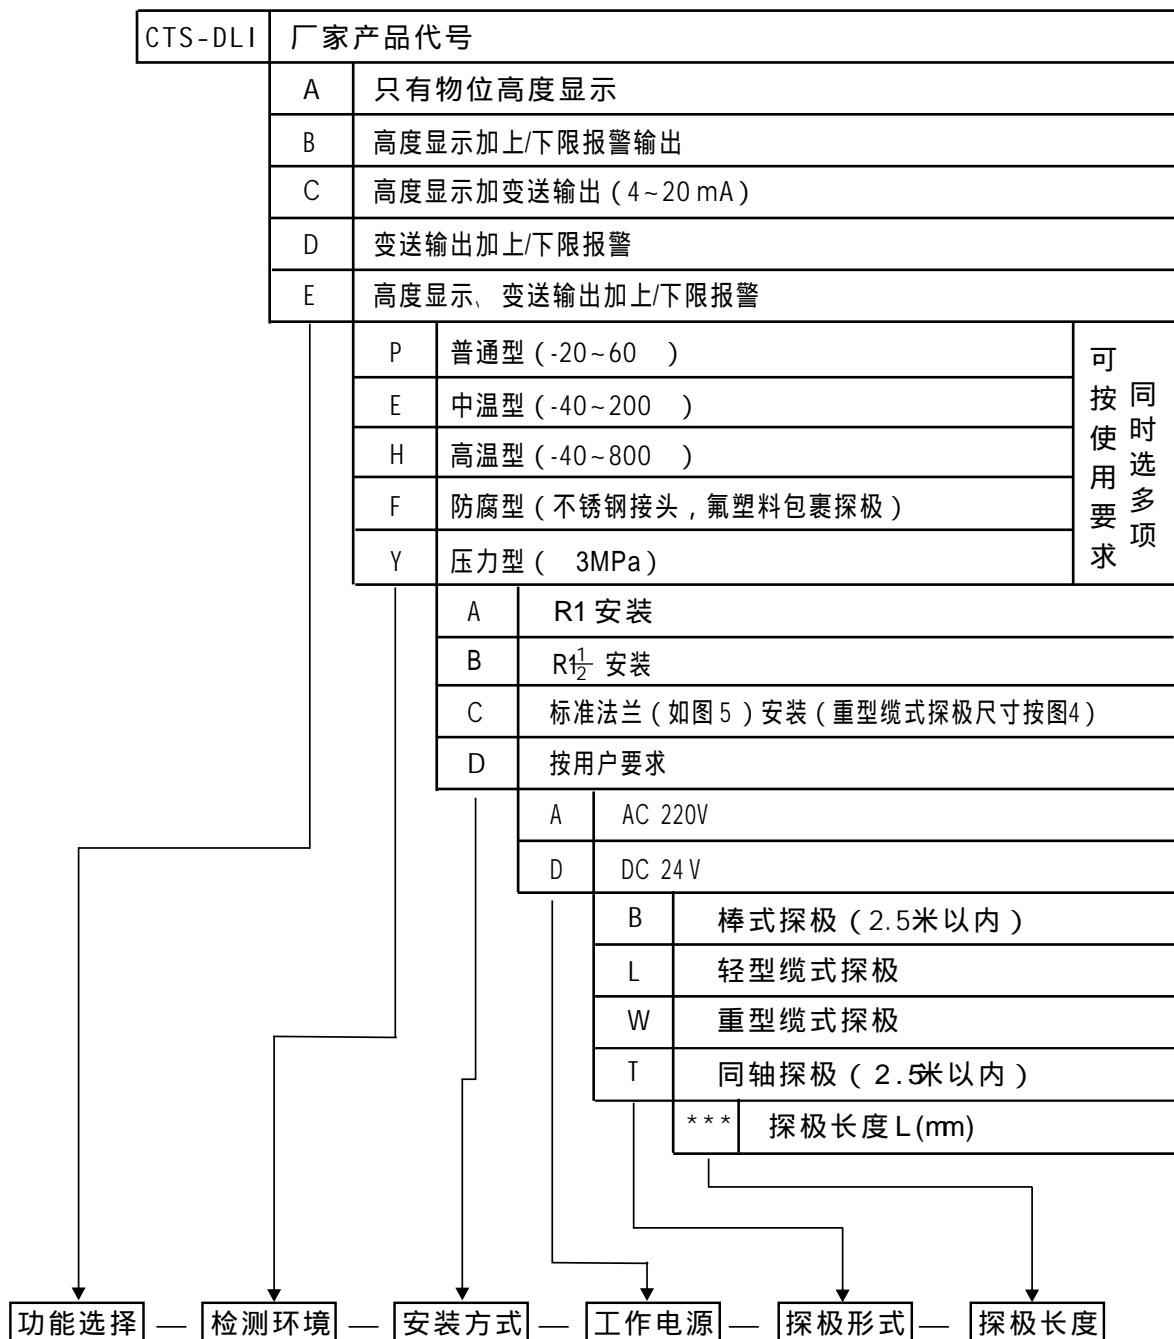 CTS-DLI 厂家产品代号
A 只有物位高度显示
B 高度显示加上/下限报警输出
C 高度显示加变送输出（4~20 mA）
D 变送输出加上/下限报警
E 高度显示、变送输出加上/下限报警
P 普通型（-20~60 ）
E 中温型（-40~200 ）
H 高温型（-40~800 ）
F 防腐型（不锈钢接头，氟塑料包裹探极）
Y 压力型（ 3MPa）
可按使用要求
同时选多项
A R1 安装
B R1½ 安装
C 标准法兰（如图5）安装（重型缆式探极尺寸按图4）
D 按用户要求
A AC 220V
D DC 24V
B 棒式探极（2.5米以内）
L 轻型缆式探极
W 重型缆式探极
T 同轴探极（2.5米以内）
*** 探极长度L(mm)
功能选择 — 检测环境 — 安装方式 — 工作电源 — 探极形式 — 探极长度